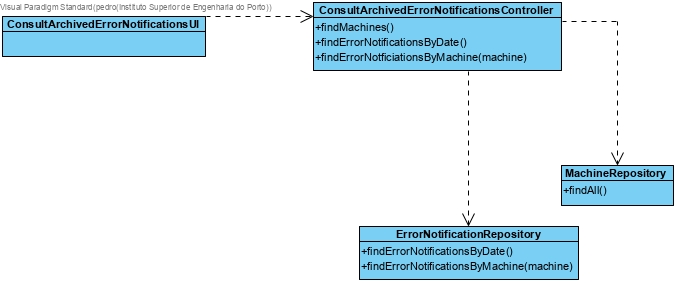 Visual Paradigm Standard(pedro(Instituto Superior de Engenharia do Porto))
ConsultArchivedErrorNotificationsUI
ConsultArchivedErrorNotificationsController
+findMachines()
+findErrorNotificationsByDate()
+findErrorNotficiationsByMachine(machine)
MachineRepository
+findAll()
ErrorNotificationRepository
+findErrorNotificationsByDate()
+findErrorNotificationsByMachine(machine)